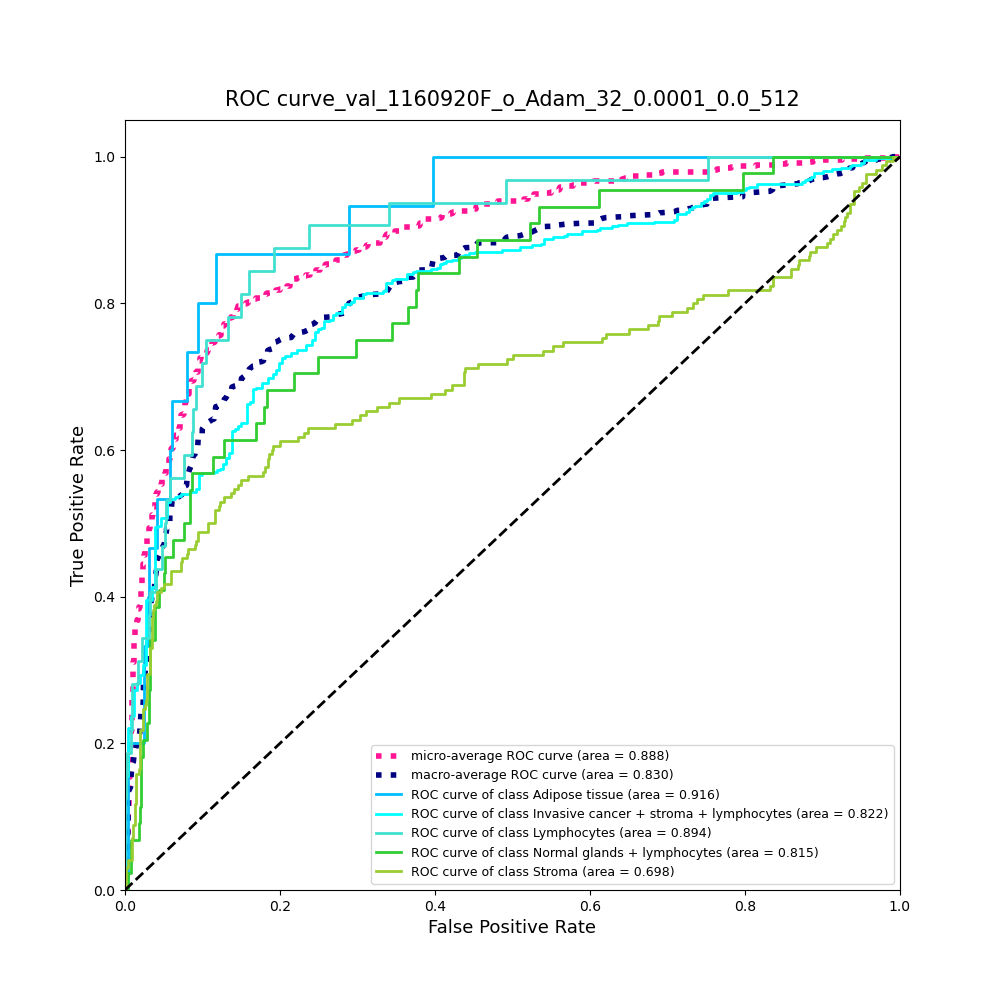 ROC curve_val_1160920F_o_Adam_32_0.0001_0.0_512
True Positive Rate
1.0
0.8
0.6
0.4
0.2
0.0
micro-average ROC curve (area = 0.888)
macro-average ROC curve (area = 0.830)
ROC curve of class Adipose tissue (area = 0.916)
ROC curve of class Invasive cancer + stroma + lymphocytes (area = 0.822)
ROC curve of class Lymphocytes (area = 0.894)
ROC curve of class Normal glands + lymphocytes (area = 0.815)
ROC curve of class Stroma (area = 0.698)
0.0 0.2 0.4 0.6 0.8 1.0
False Positive Rate